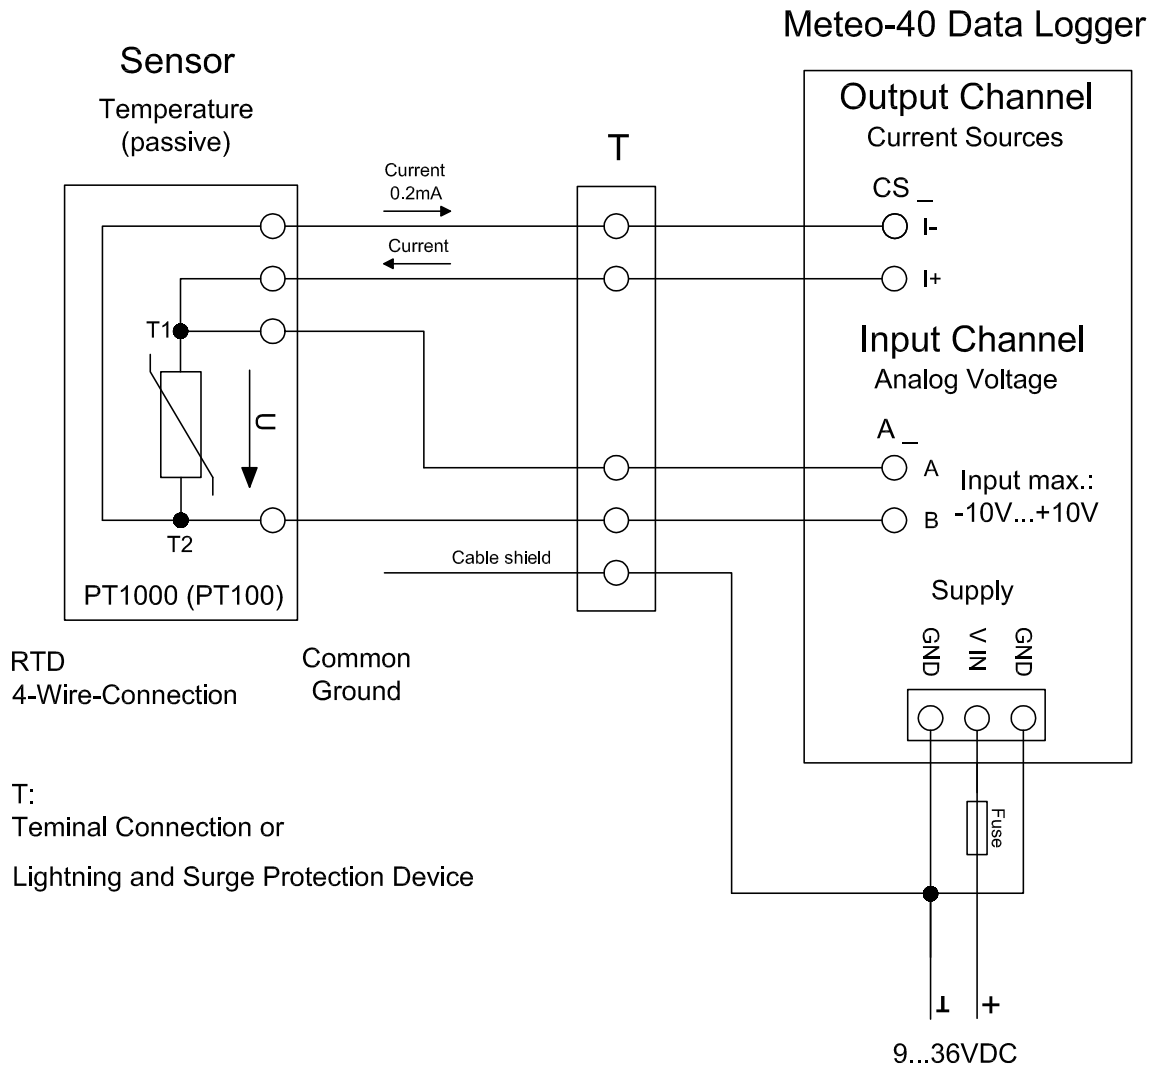 Meteo-40 Data Logger
Sensor
Temperature
(passive)
T
Current
0.2mA
Current
Output Channel
Current Sources
CS _
I-
I+
T1
U
T2
PT1000 (PT100)
Input Channel
Analog Voltage
A _
A
B
Input max.:
-10V...+10V
Cable shield
Supply
GND
V IN
GND
RTD
4-Wire-Connection
Common
Ground
T:
Teminal Connection or
Lightning and Surge Protection Device
Fuse
+
9...36VDC